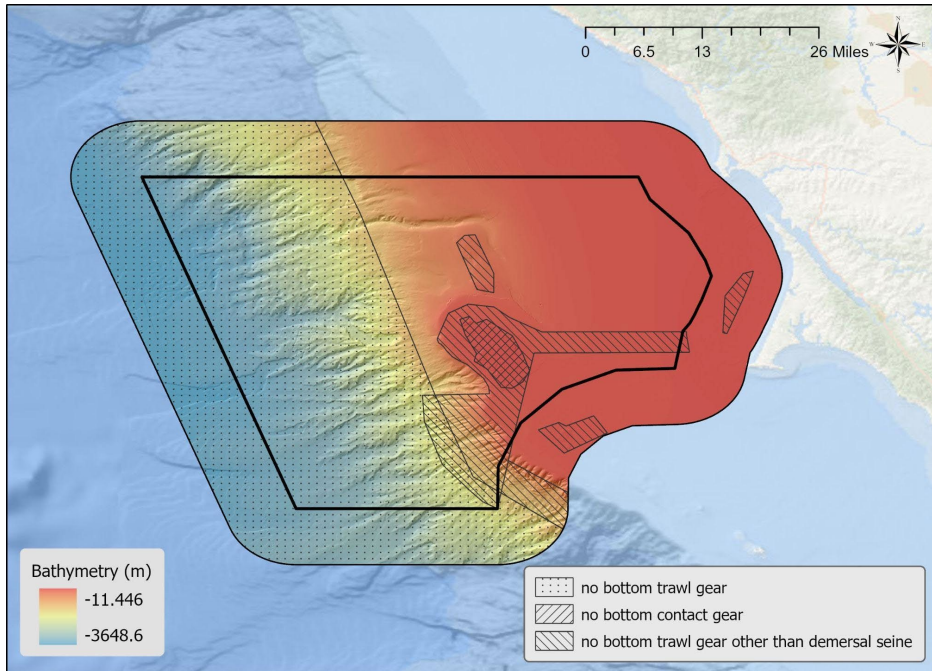 N
W E
S
0 6.5 13 26 Miles
Bathymetry (m)
-11.446
-3648.6
no bottom trawl gear
no bottom contact gear
no bottom trawl gear other than demersal seine